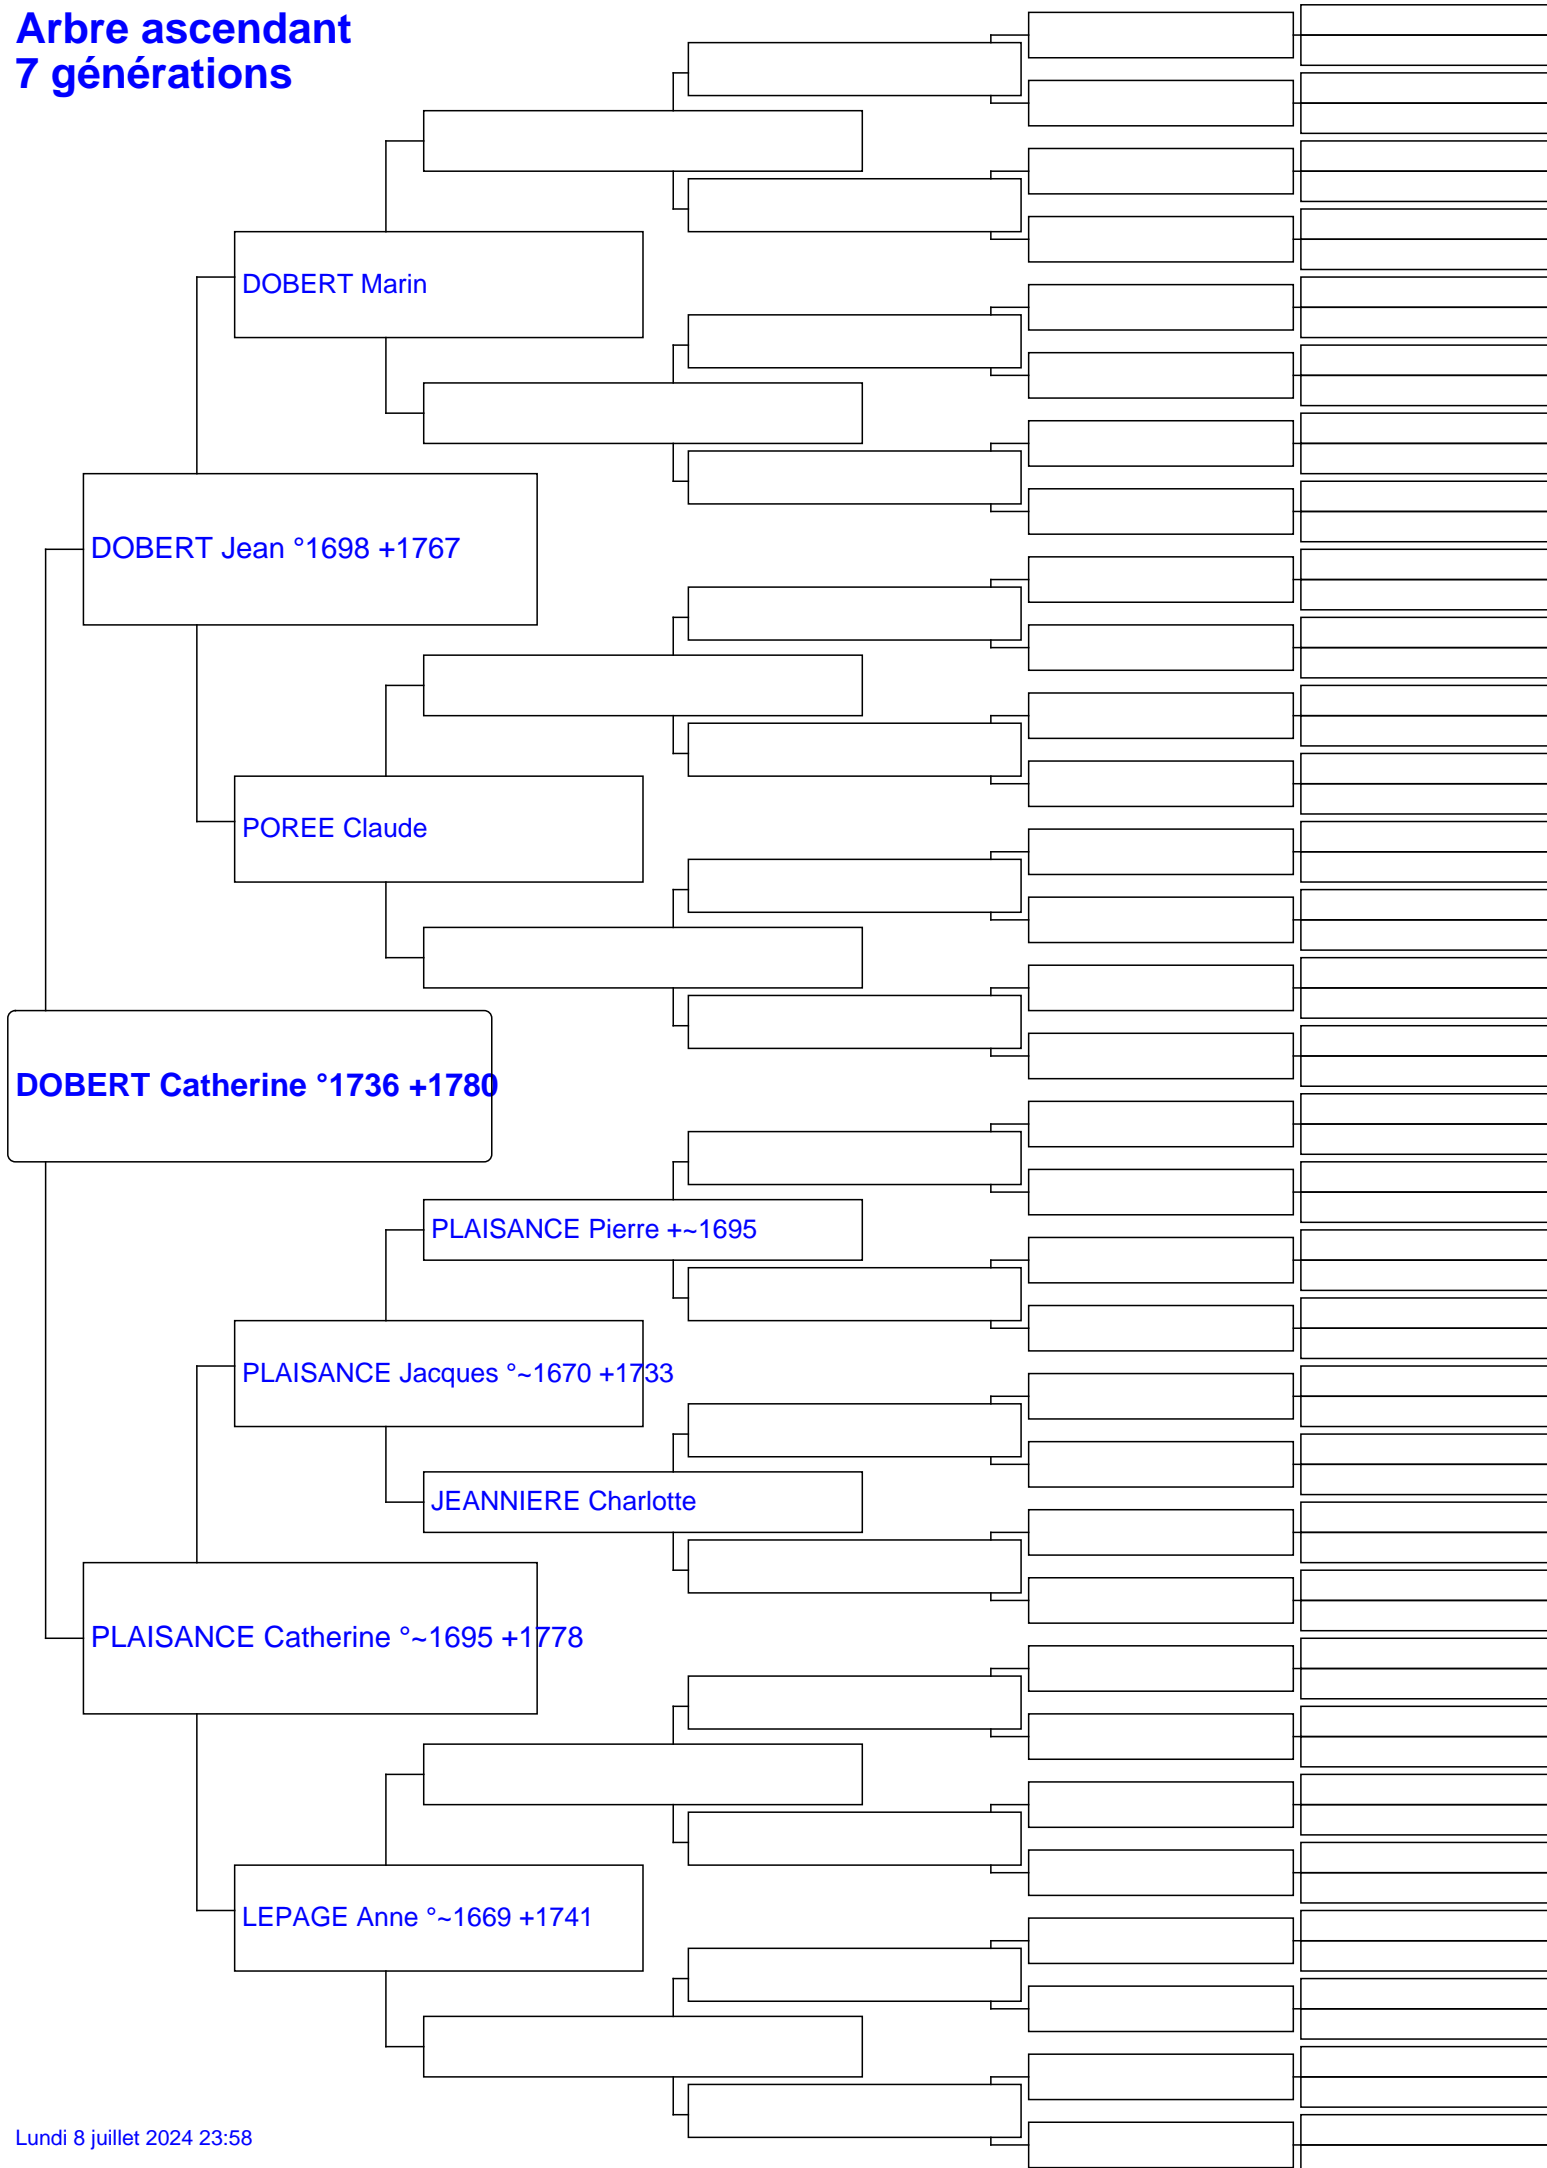 Arbre ascendant
7 générations
DOBERT Marin
DOBERT Jean °1698 +1767
POREE Claude
DOBERT Catherine °1736 +1780
PLAISANCE Pierre +~1695
PLAISANCE Jacques °~1670 +1733
JEANNIERE Charlotte
PLAISANCE Catherine °~1695 +1778
LEPAGE Anne °~1669 +1741
Lundi 8 juillet 2024 23:58